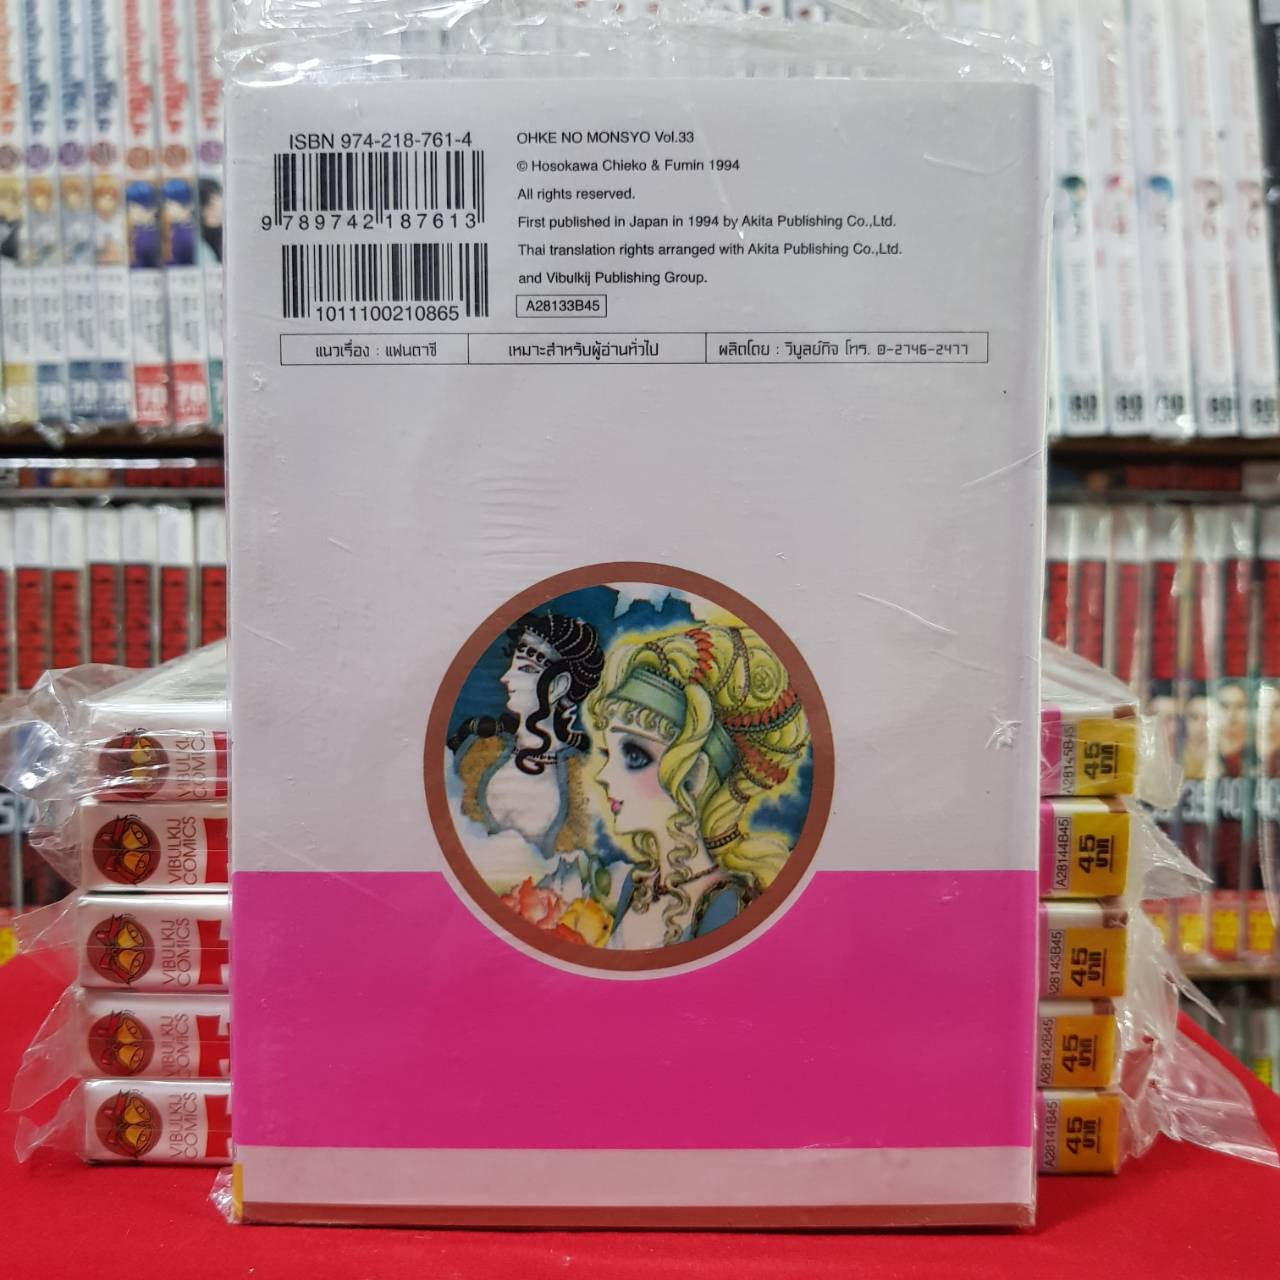 ISBN 974-218-761-4
9 789742 187613
1011100210865
OHKE NO MONSYO Vol.33
© Hosokawa Chieko & Fumin 1994
All rights reserved.
First published in Japan in 1994 by Akita Publishing Co.,Ltd.
Thai translation rights arranged with Akita Publishing Co.,Ltd.
and Vibulkij Publishing Group.
A28133B45
แนวเรื่อง : แฟนตาซี
เหมาะสำหรับผู้อ่านทั่วไป
ผลิตโดย : วิบูลย์กิจ โทร. 0-2746-2477
VIBULKIJ
COMICS
A28145B45
45
บาท
VIBULKIJ
COMICS
A28144B45
45
บาท
VIBULKIJ
COMICS
A28143B45
45
บาท
VIBULKIJ
COMICS
A28142B45
45
บาท
VIBULKIJ
COMICS
A28141B45
45
บาท